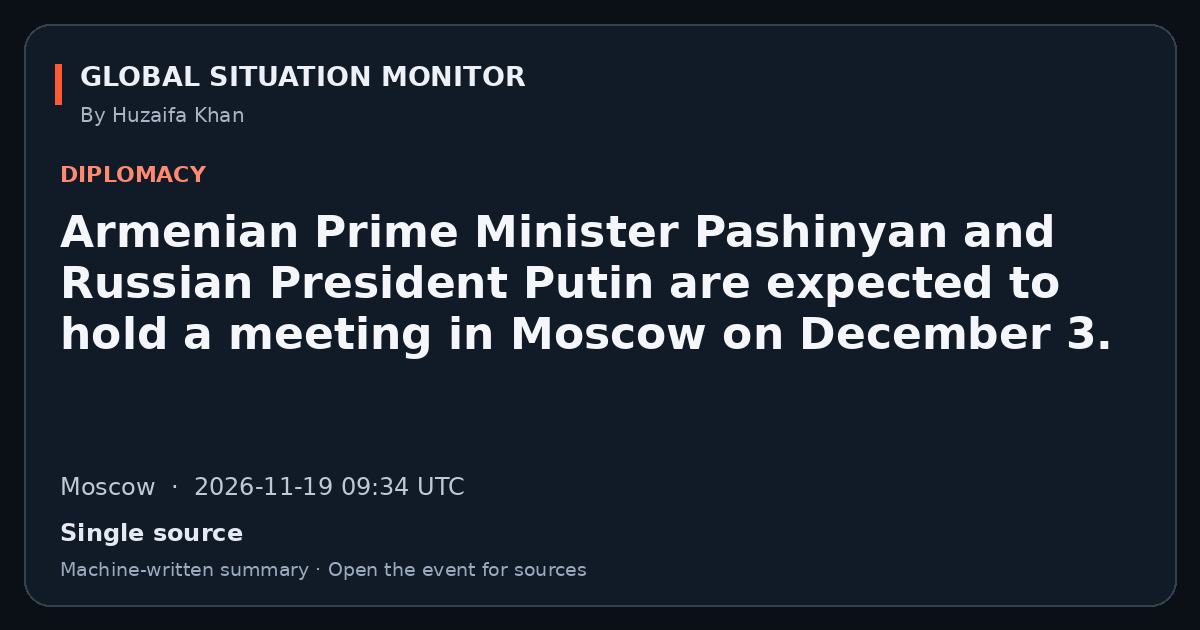 GLOBAL SITUATION MONITOR
By Huzaifa Khan
DIPLOMACY
Armenian Prime Minister Pashinyan and
Russian President Putin are expected to
hold a meeting in Moscow on December 3.
Moscow · 2026-11-19 09:34 UTC
Single source
Machine-written summary · Open the event for sources